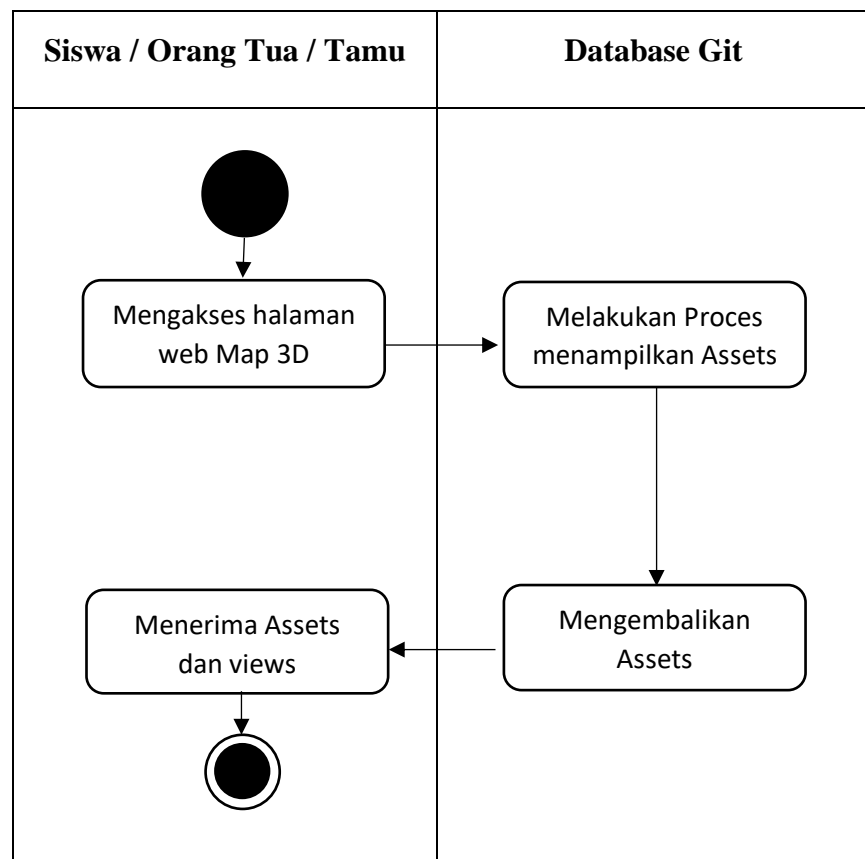 Siswa / Orang Tua / Tamu
Database Git
Mengakses halaman
web Map 3D
Melakukan Proces
menampilkan Assets
Menerima Assets
dan views
Mengembalikan
Assets